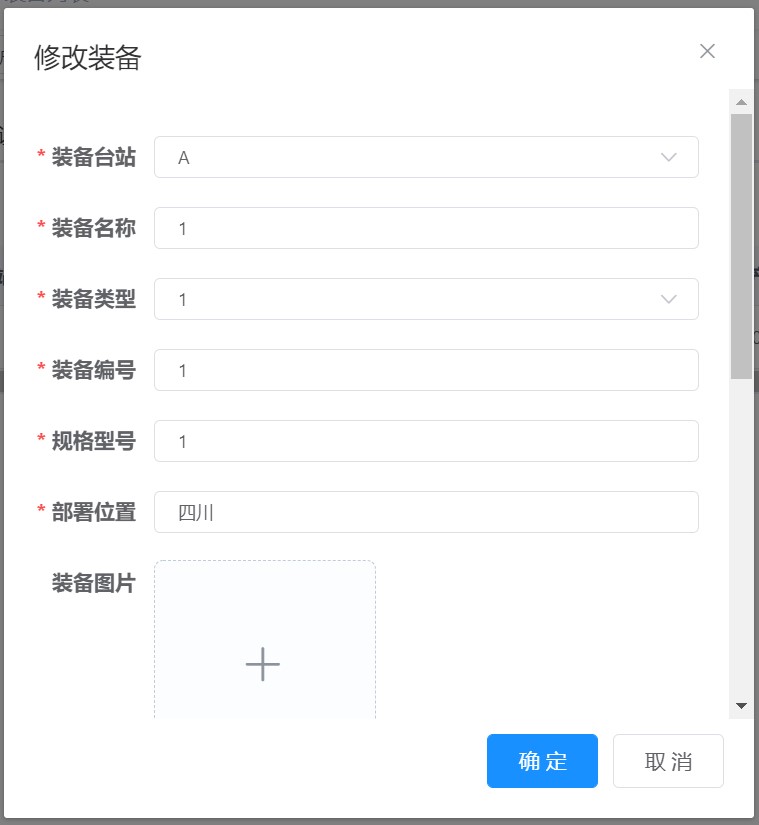 修改装备
* 装备台站 A
* 装备名称 1
* 装备类型 1
* 装备编号 1
* 规格型号 1
* 部署位置 四川
装备图片
确 定 取 消